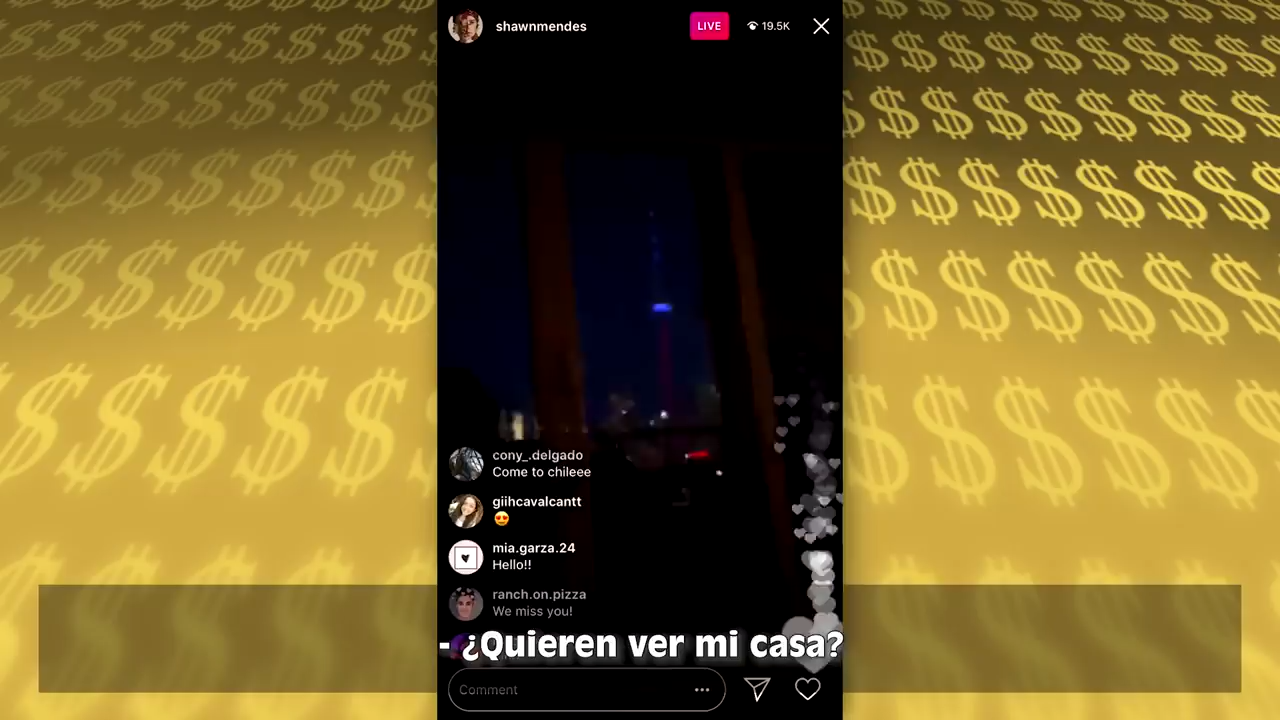 shawnmendes
LIVE
19.5K
cony_.delgado
Come to chileee
giihcavalcantt
😍
mia.garza.24
Hello!!
ranch.on.pizza
We miss you!
- ¿Quieren ver mi casa?
Comment